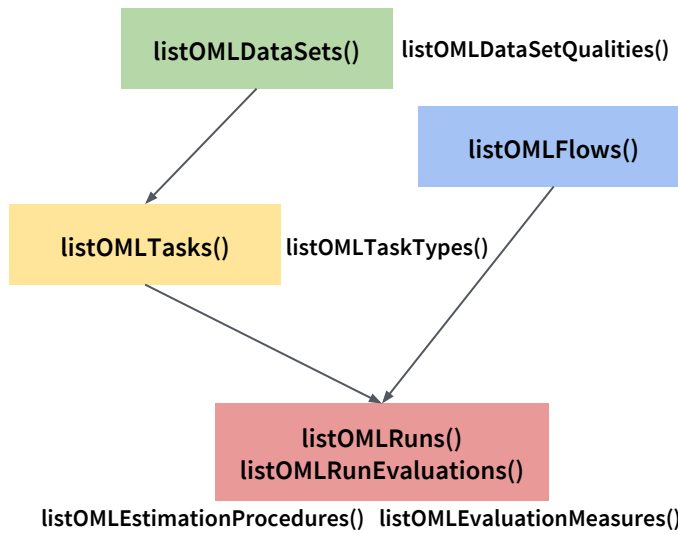 listOMLDataSets()
listOMLDataSetQualities()
listOMLFlows()
listOMLTasks()
listOMLTaskTypes()
listOMLRuns()
listOMLRunEvaluations()
listOMLEstimationProcedures() listOMLEvaluationMeasures()